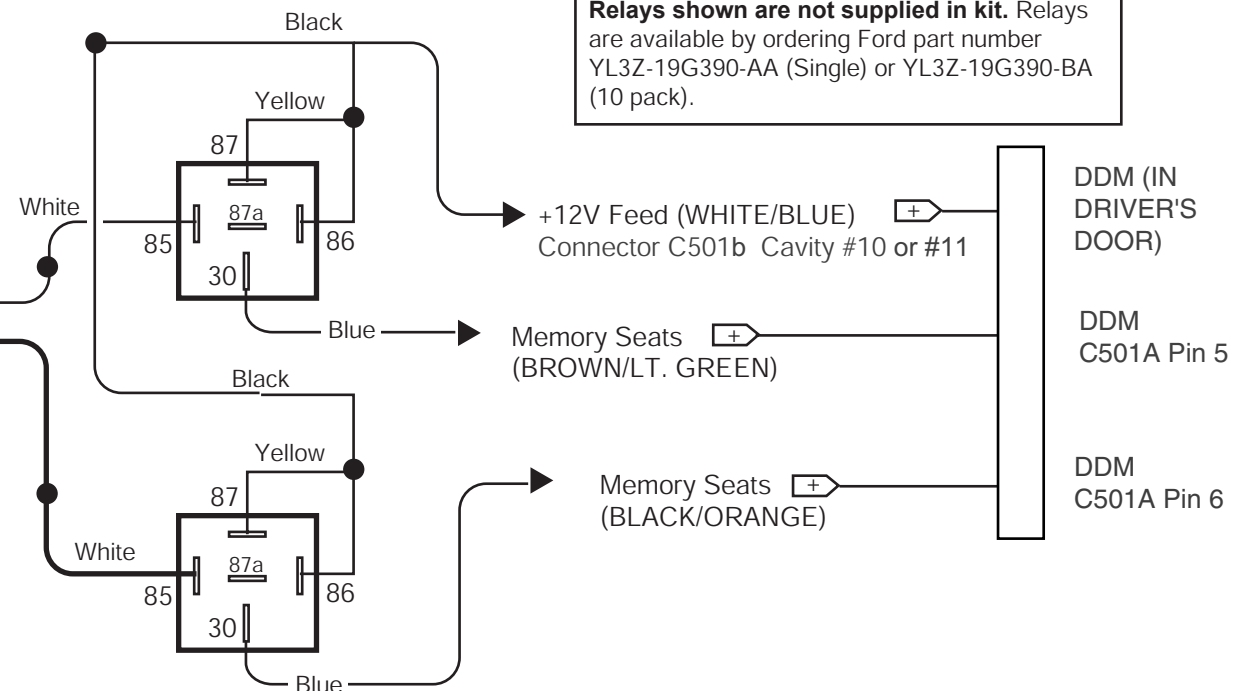 Relays shown are not supplied in kit. Relays
are available by ordering Ford part number
YL3Z-19G390-AA (Single) or YL3Z-19G390-BA
(10 pack).
Black
Yellow
87
White
87a
85
86
30
Blue
+12V Feed (WHITE/BLUE)
Connector C501b Cavity #10 or #11
+
DDM (IN
DRIVER'S
DOOR)
Memory Seats
(BROWN/LT. GREEN)
+
DDM
C501A Pin 5
Black
Yellow
87
White
87a
85
86
30
Blue
Memory Seats
(BLACK/ORANGE)
+
DDM
C501A Pin 6